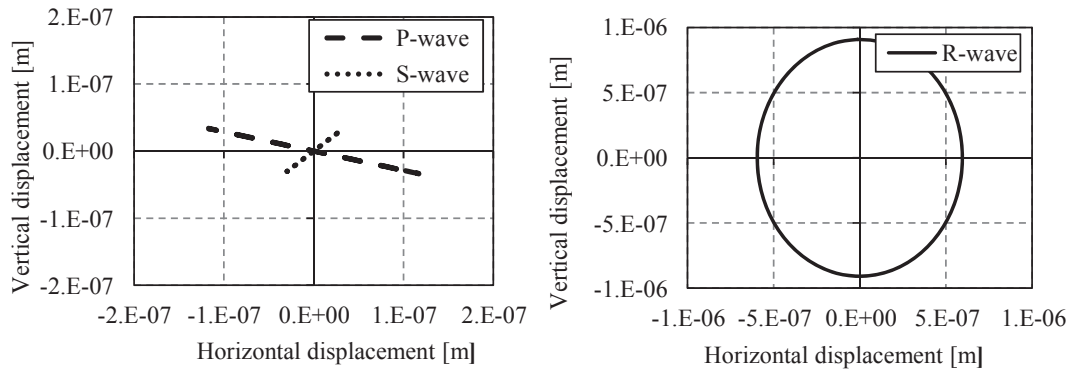 Vertical displacement [m]
2.E-07
1.E-07
0.E+00
-1.E-07
-2.E-07
P-wave
S-wave
-2.E-07 -1.E-07 0.E+00 1.E-07 2.E-07
Horizontal displacement [m]
Vertical displacement [m]
1.E-06
5.E-07
0.E+00
-5.E-07
-1.E-06
R-wave
-1.E-06 -5.E-07 0.E+00 5.E-07 1.E-06
Horizontal displacement [m]